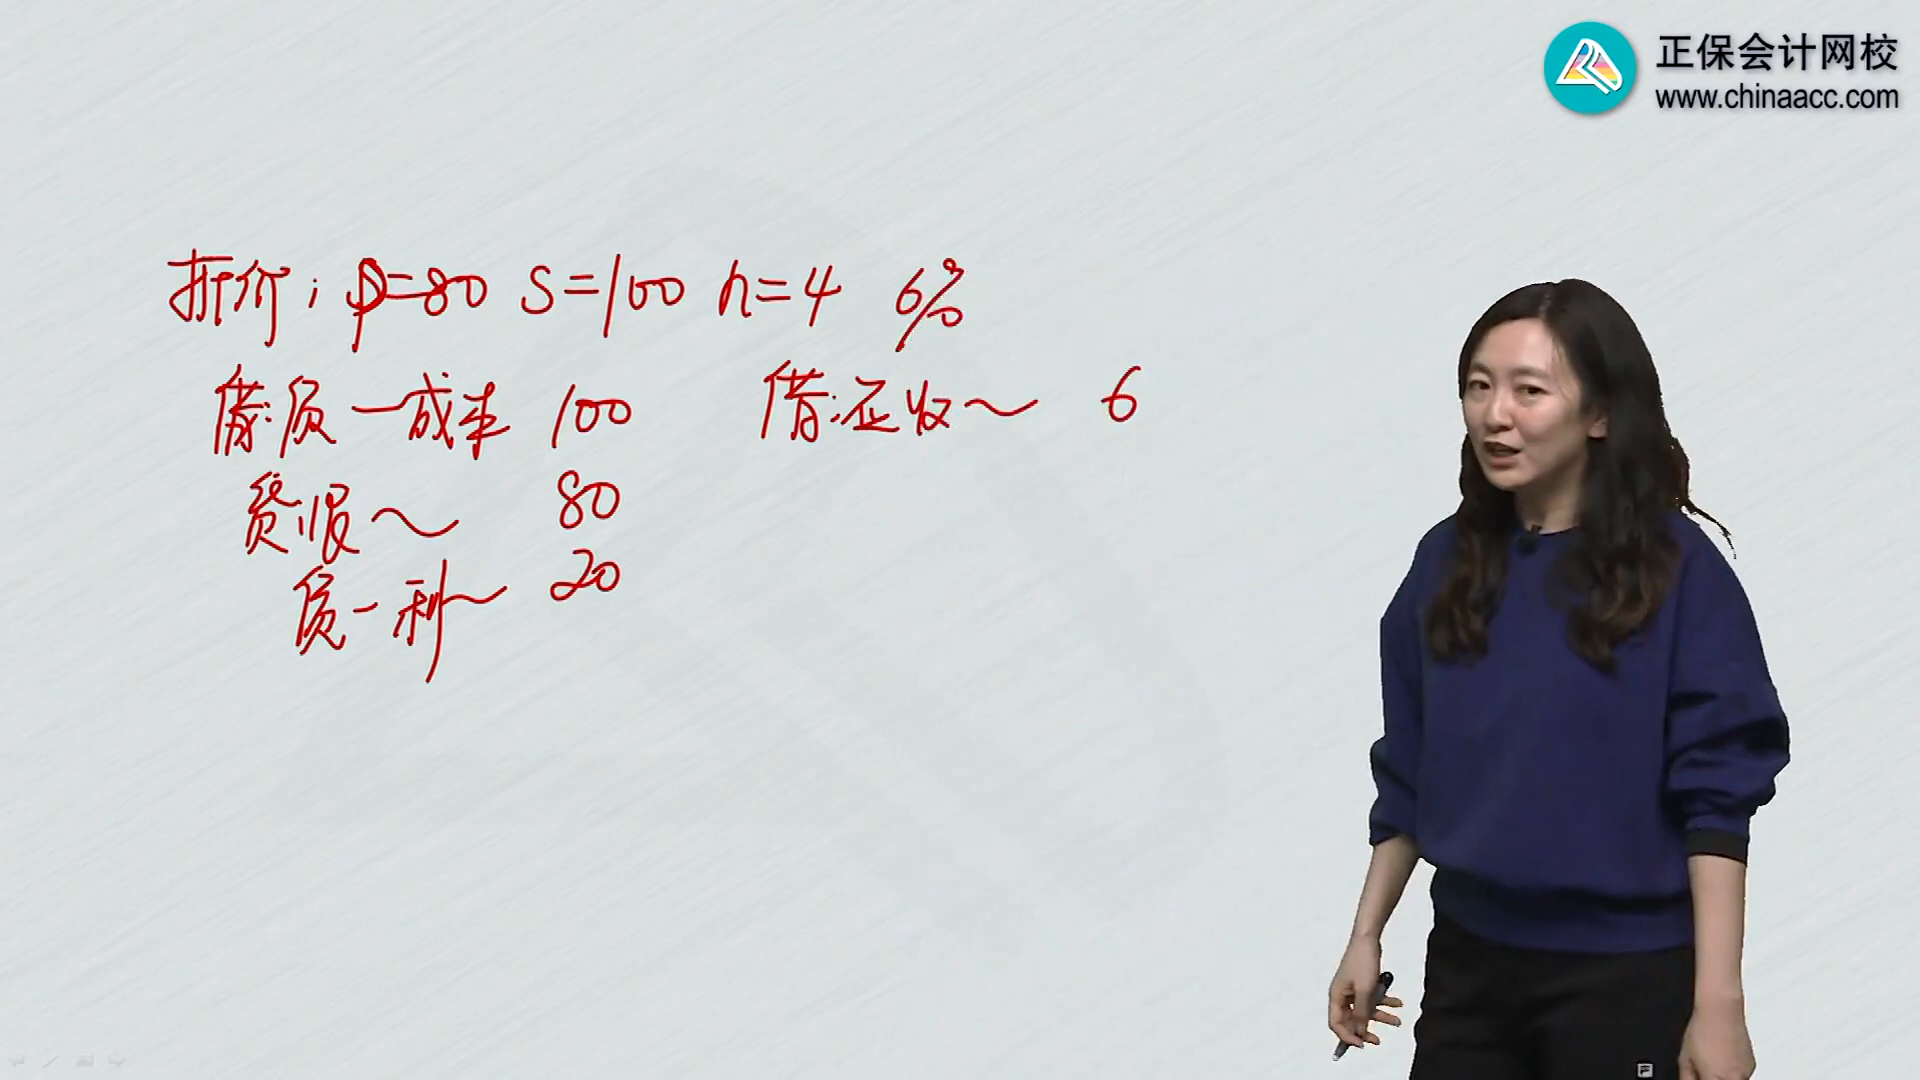 正保会计网校
www.chinaacc.com
折价: P=80 S=100 n=4 6%
借:债—成本 100 借:应收~ 6
贷:银~ 80
债—利~ 20